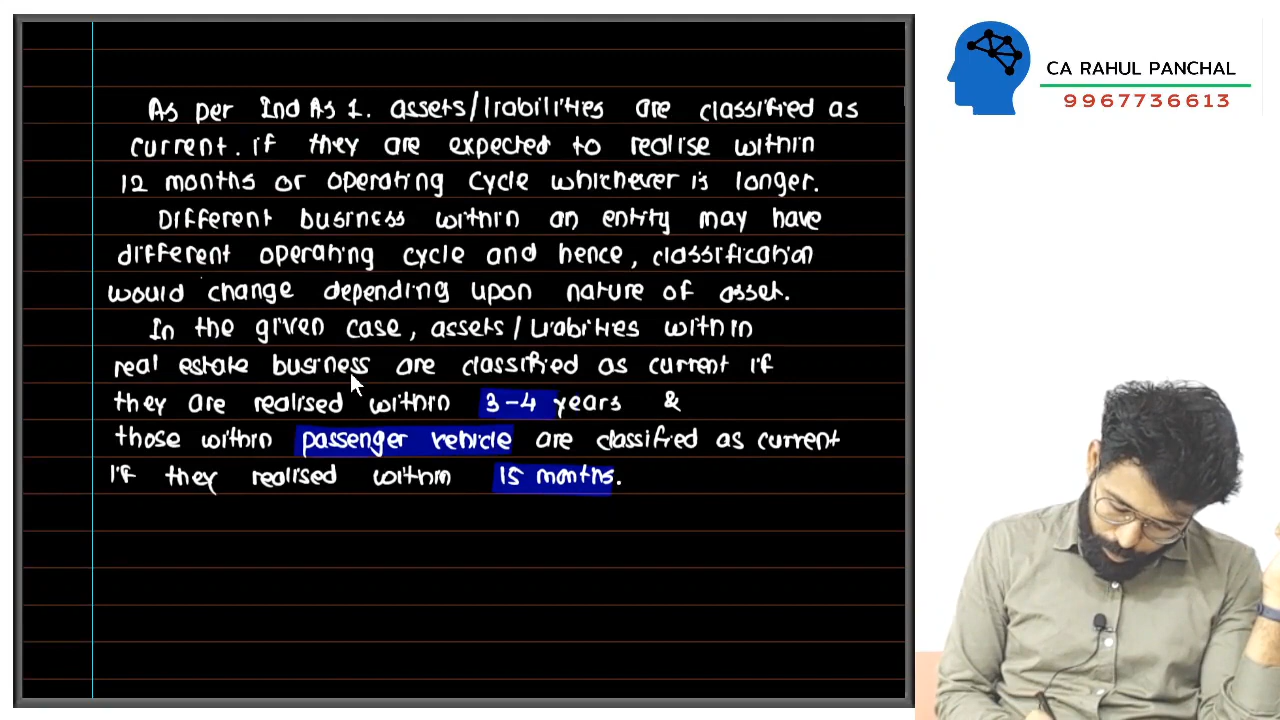 As per Ind As 1. assets/liabilities are classified as
current. if they are expected to realise within
12 months or operating cycle whichever is longer.
Different business within an entity may have
different operating cycle and hence, classification
would change depending upon nature of asset.
In the given case, assets/Liabities within
real estate business are classified as current if
they are realised within 3-4 years &
those within passenger vehicle are classified as current
if they realised within 15 months.
CA RAHUL PANCHAL
9967736613